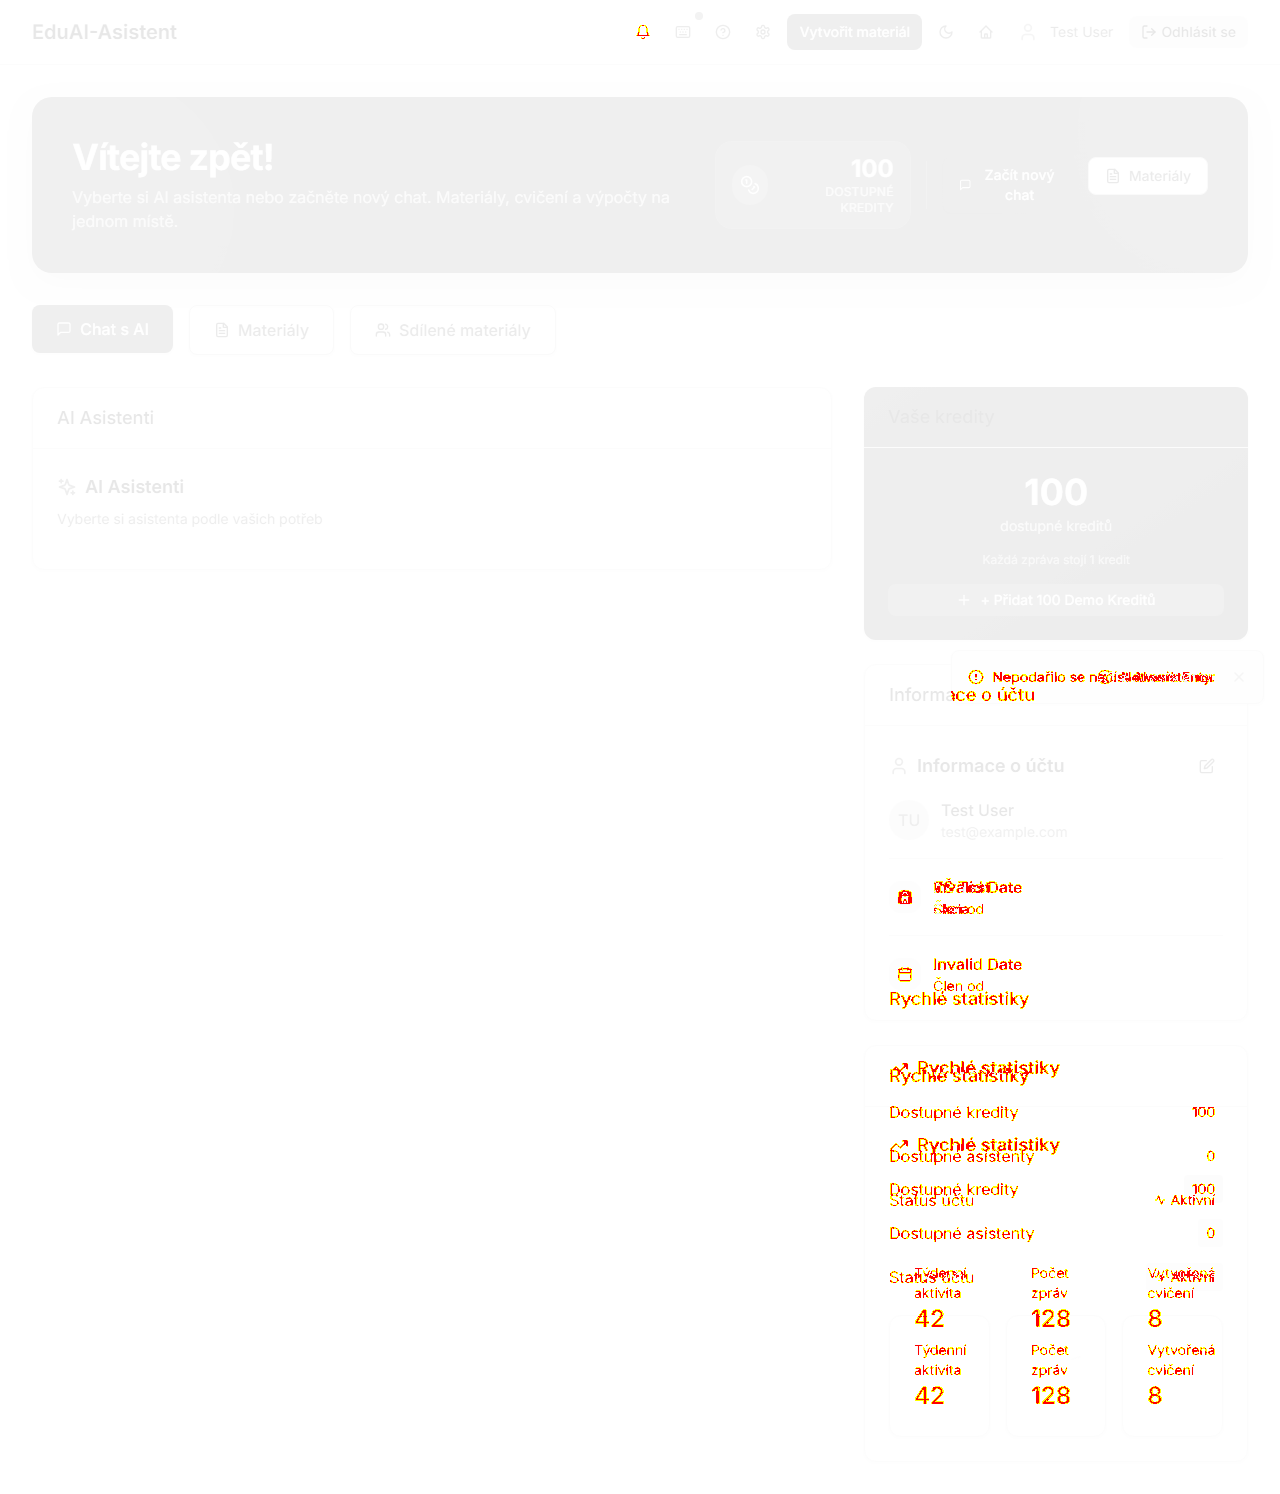 EduAI-Asistent
Vytvořit materiál
Test User
Odhlásit se
Vítejte zpět!
Vyberte si AI asistenta nebo začněte nový chat. Materiály, cvičení a výpočty na
jednom místě.
100
DOSTUPNÉ
KREDITY
Začít nový
chat
Materiály
Chat s AI
Materiály
Sdílené materiály
AI Asistenti
AI Asistenti
Vyberte si asistenta podle vašich potřeb
Vaše kredity
100
dostupné kreditů
Každá zpráva stojí 1 kredit
+ Přidat 100 Demo Kreditů
Nepodařilo se
Informace o účtu
Informace o účtu
TU
Test User
test@example.com
Date
od
Invalid Date
Člen od
Rychlé statistiky
Rychlé statistiky
Rychlé statistiky
Dostupné kredity 100
Rychlé statistiky
Dostupné asistenty 0
Dostupné kredity 100
Status účtu Aktivní
Dostupné asistenty 0
Status účtu Aktivní
Týdenní
aktivita
42
Počet
zpráv
128
Vytvořená
cvičení
8
Týdenní
aktivita
42
Počet
zpráv
128
Vytvořená
cvičení
8